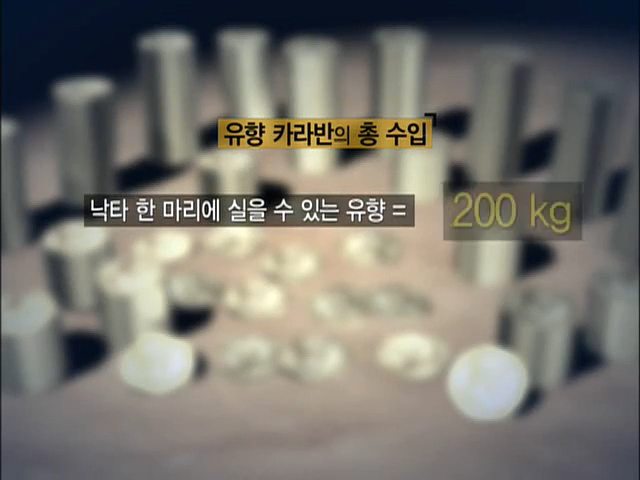 유향 카라반의 총 수입
낙타 한 마리에 실을 수 있는 유향 = 200 kg